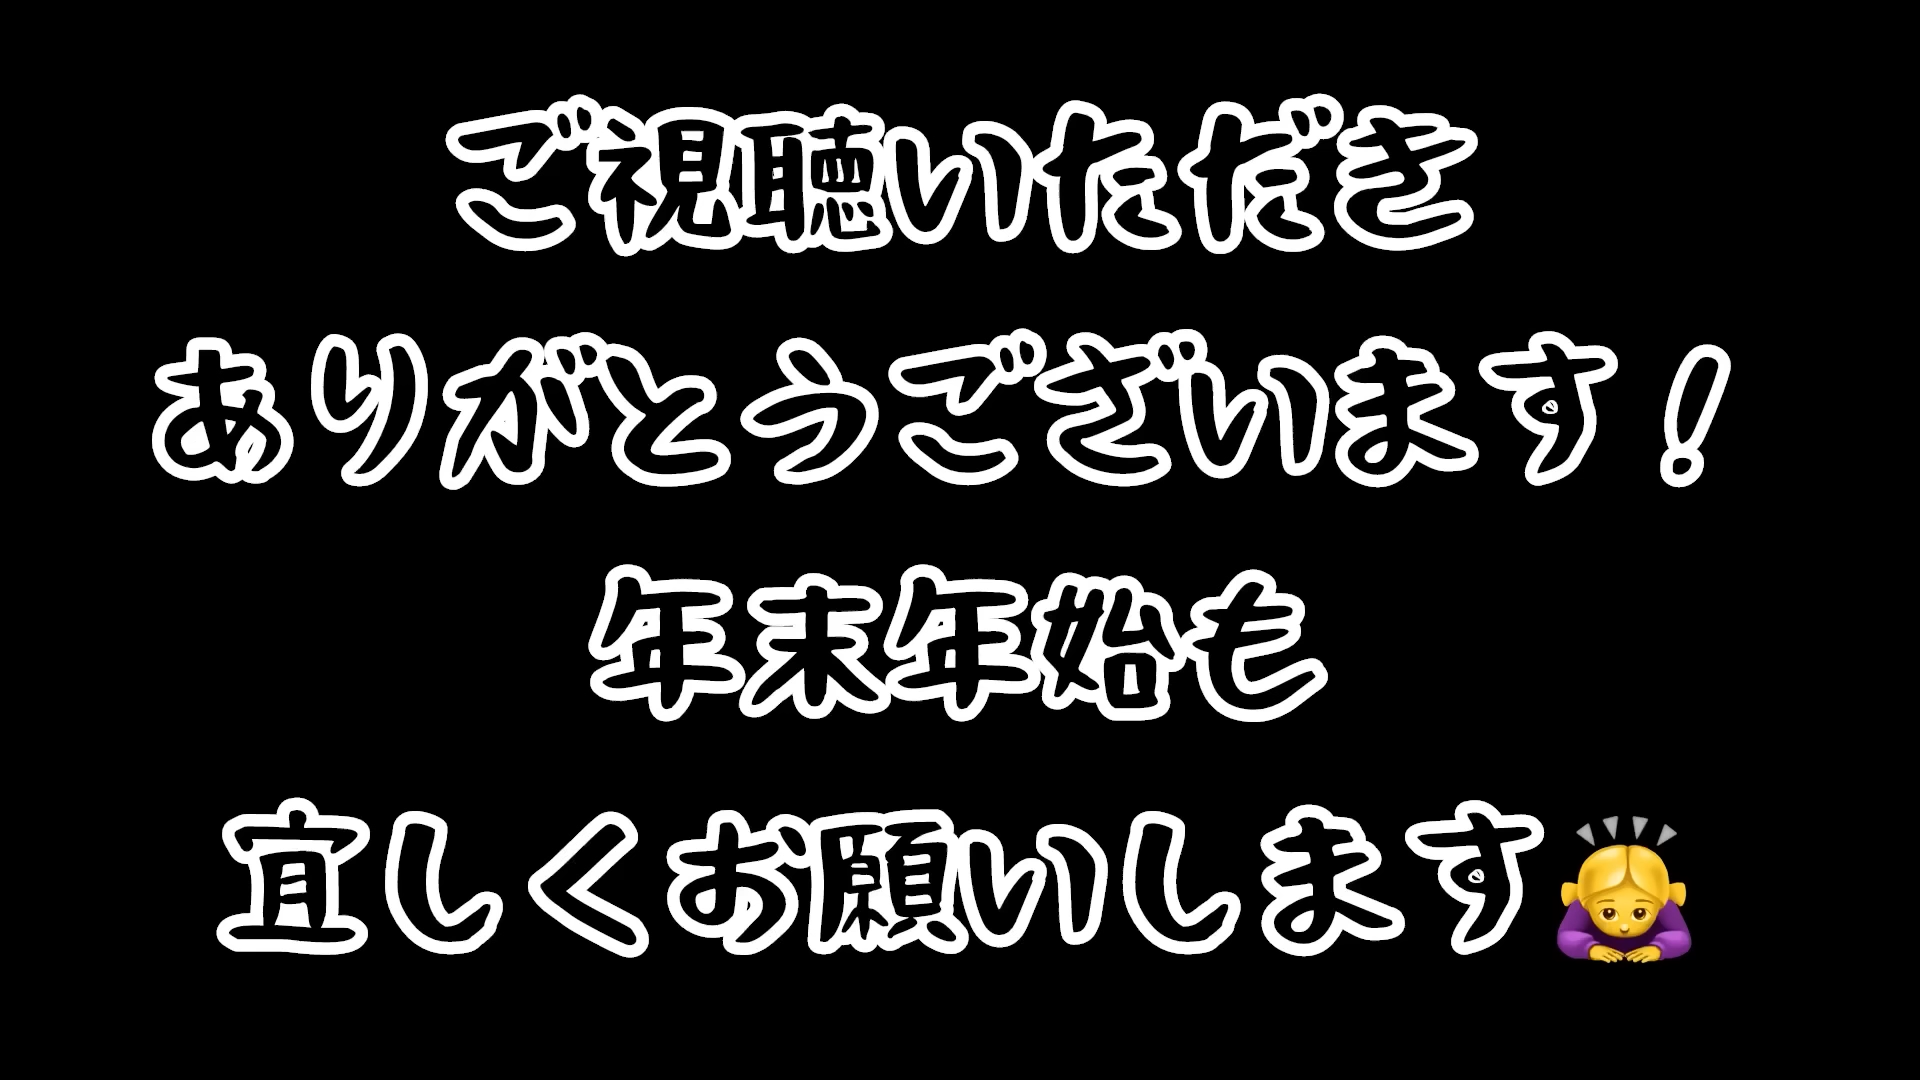 ご視聴いただき
ありがとうございます！
年末年始も
宜しくお願いします🙇‍♀️